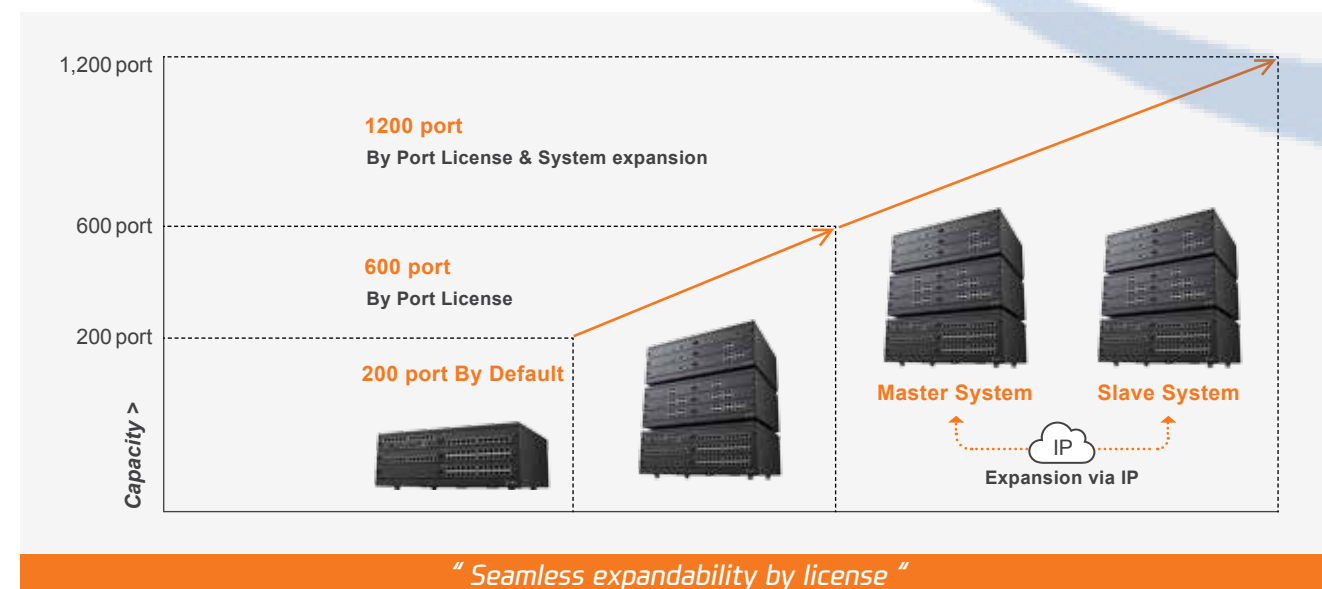 1,200 port
1200 port
By Port License & System expansion
600 port
600 port
By Port License
200 port
200 port By Default
Capacity >
Master System
Slave System
IP
Expansion via IP
“ Seamless expandability by license “